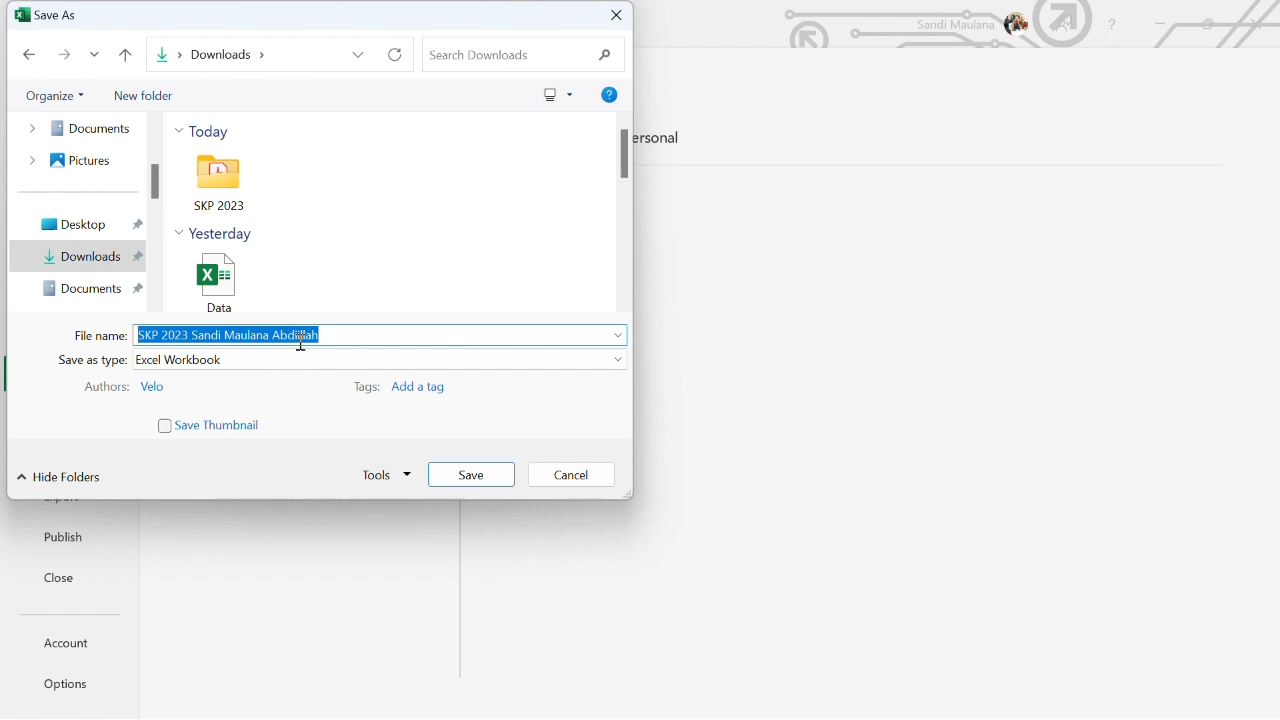 Save As
Sandi Maulana
Downloads
Search Downloads
Organize
New folder
ersonal
Documents
Pictures
Desktop
Downloads
Documents
Today
SKP 2023
Yesterday
Data
File name: SKP 2023 Sandi Maulana Abdillah
Save as type: Excel Workbook
Authors: Velo
Tags: Add a tag
Save Thumbnail
Hide Folders
Tools
Save
Cancel
Export
Publish
Close
Account
Options